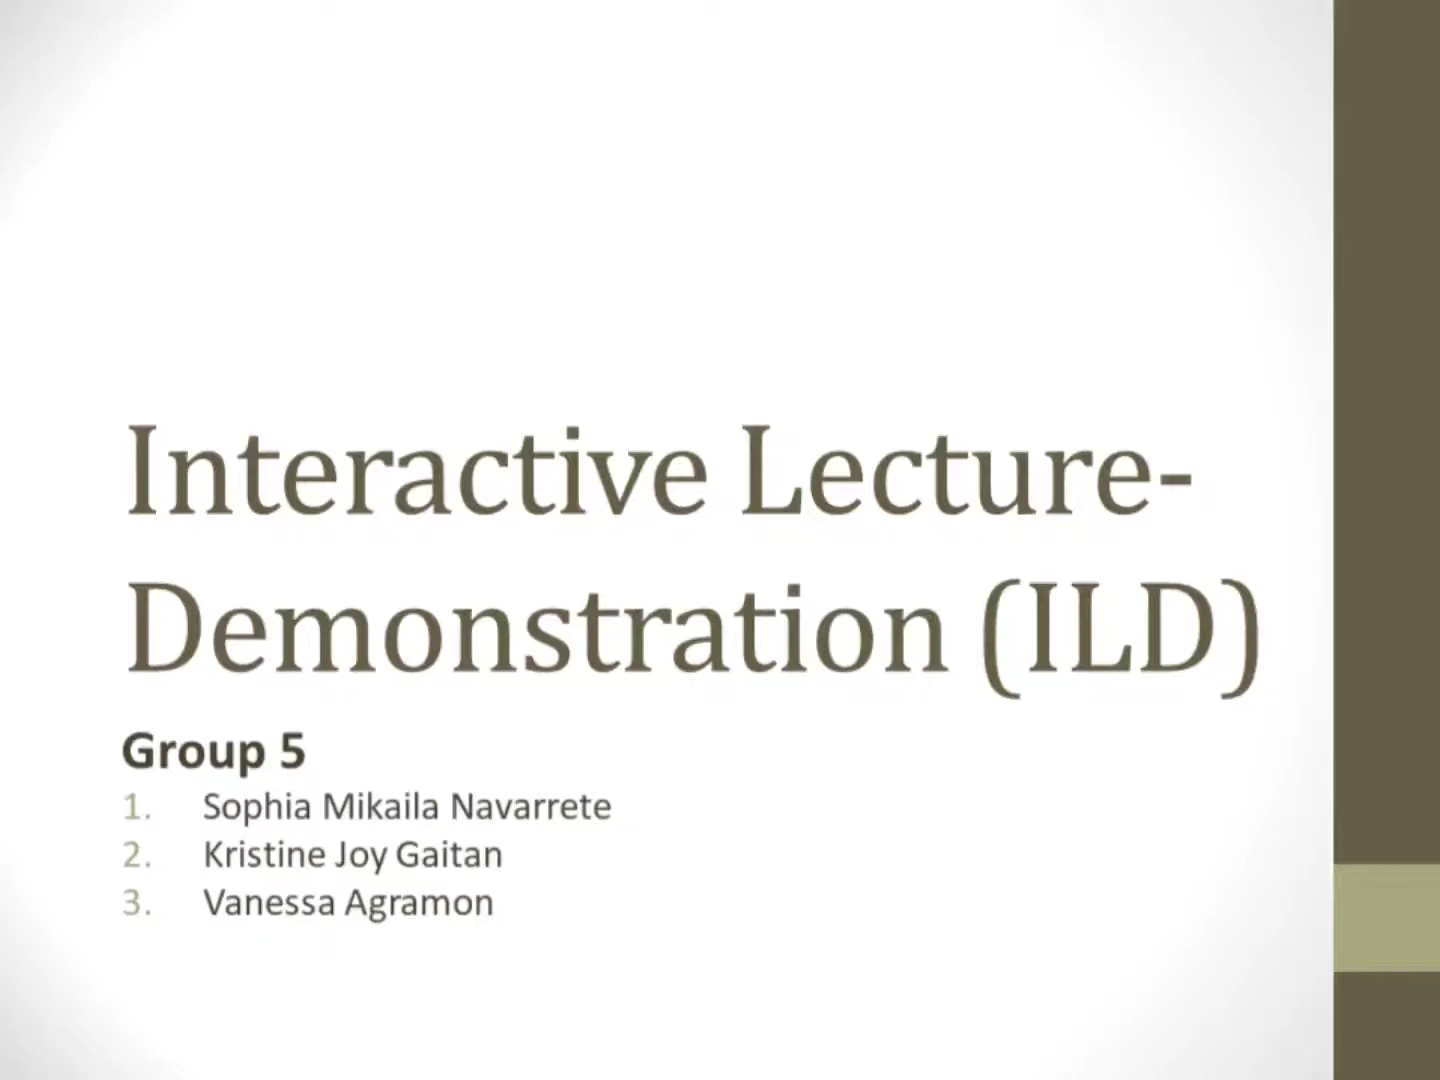 Interactive Lecture-
Demonstration (ILD)
Group 5
1. Sophia Mikaila Navarrete
2. Kristine Joy Gaitan
3. Vanessa Agramon